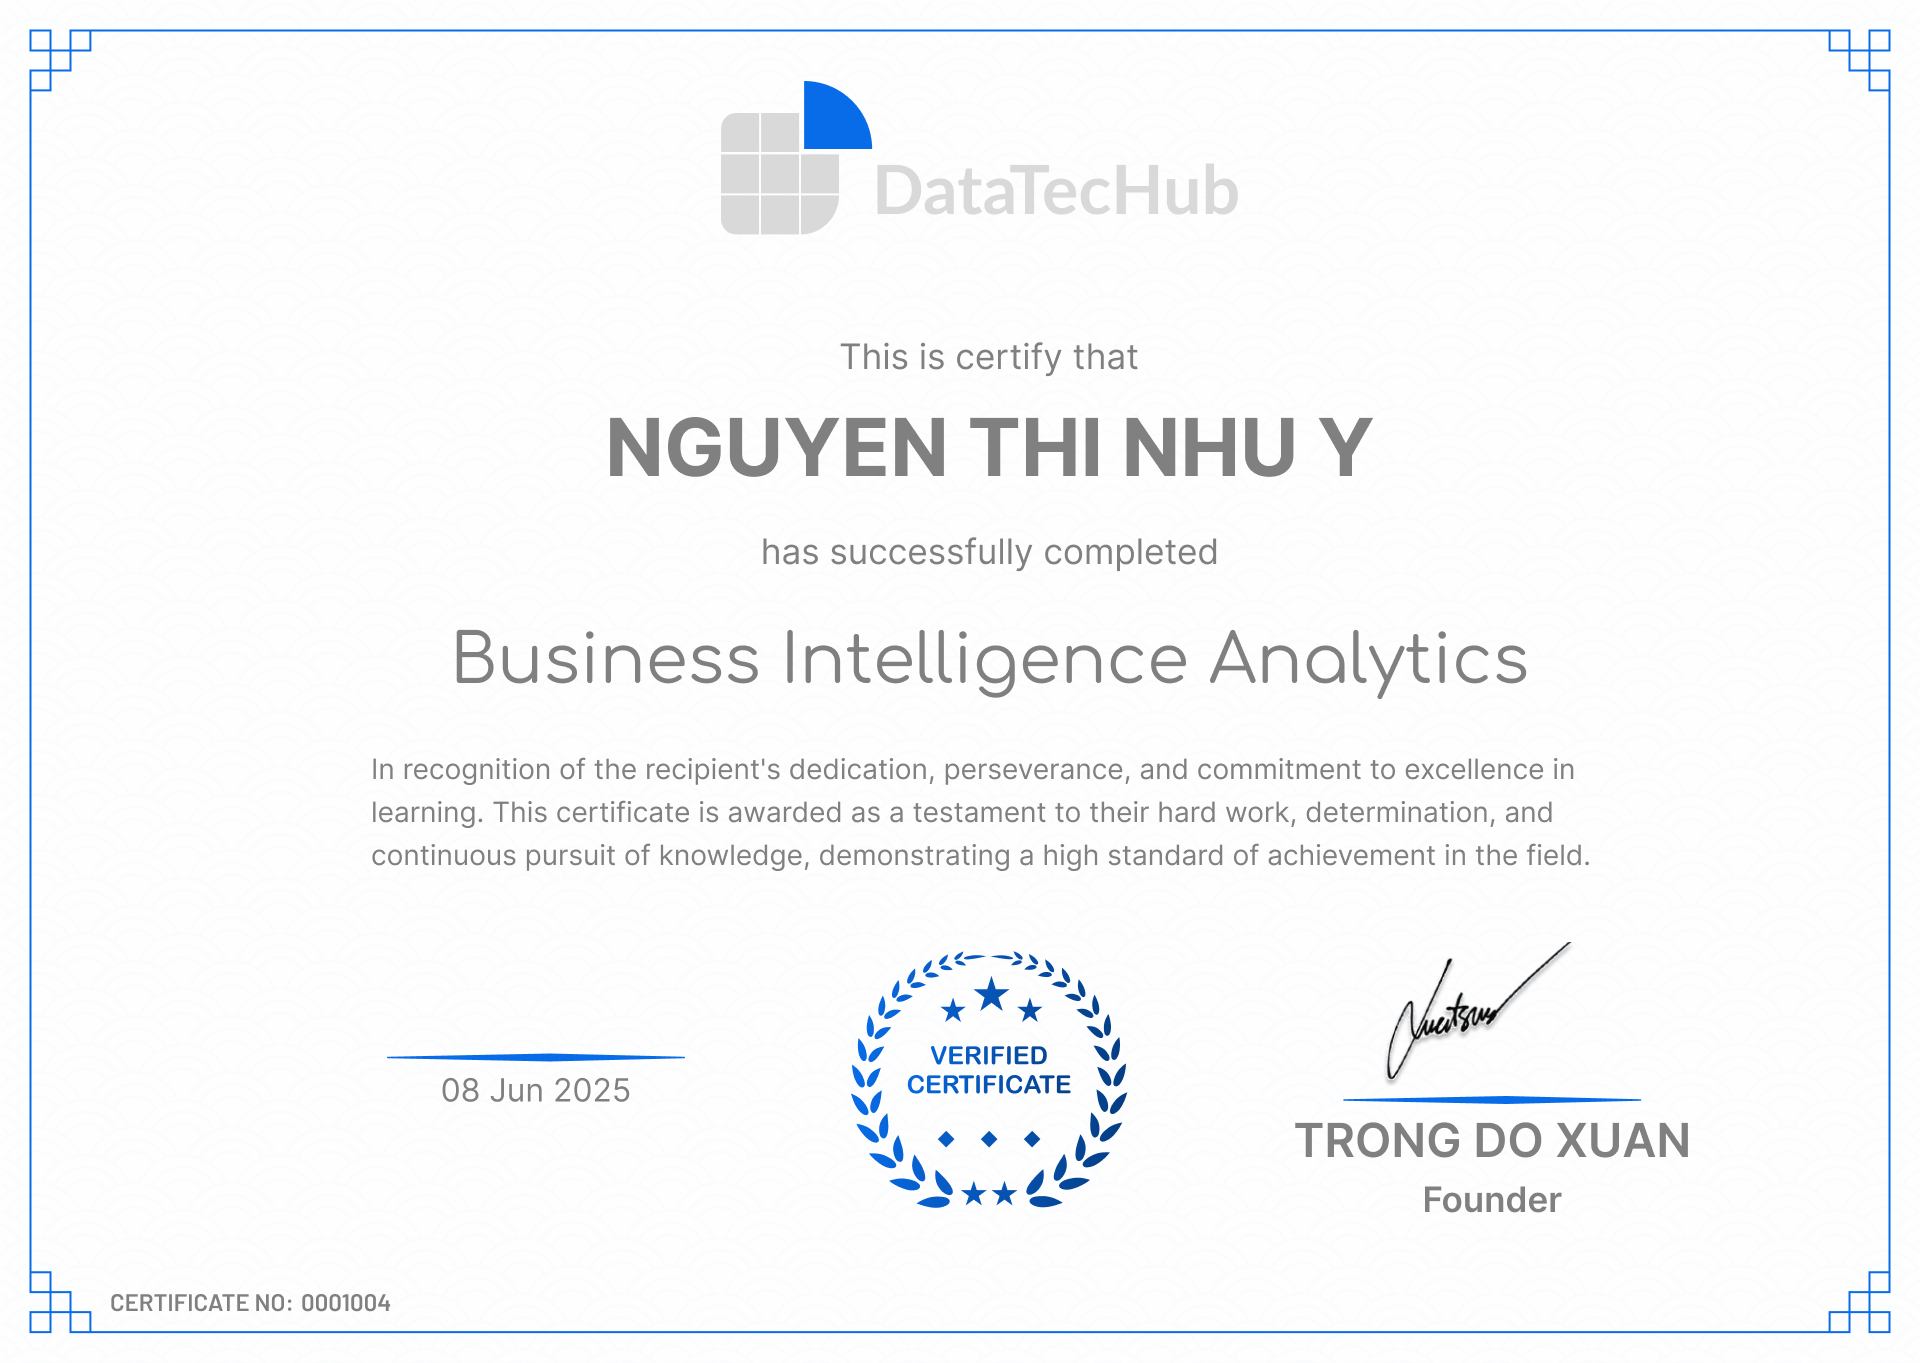 DataTecHub
This is certify that
NGUYEN THI NHU Y
has successfully completed
Business Intelligence Analytics
In recognition of the recipient's dedication, perseverance, and commitment to excellence in
learning. This certificate is awarded as a testament to their hard work, determination, and
continuous pursuit of knowledge, demonstrating a high standard of achievement in the field.
08 Jun 2025
VERIFIED
CERTIFICATE
TRONG DO XUAN
Founder
CERTIFICATE NO: 0001004